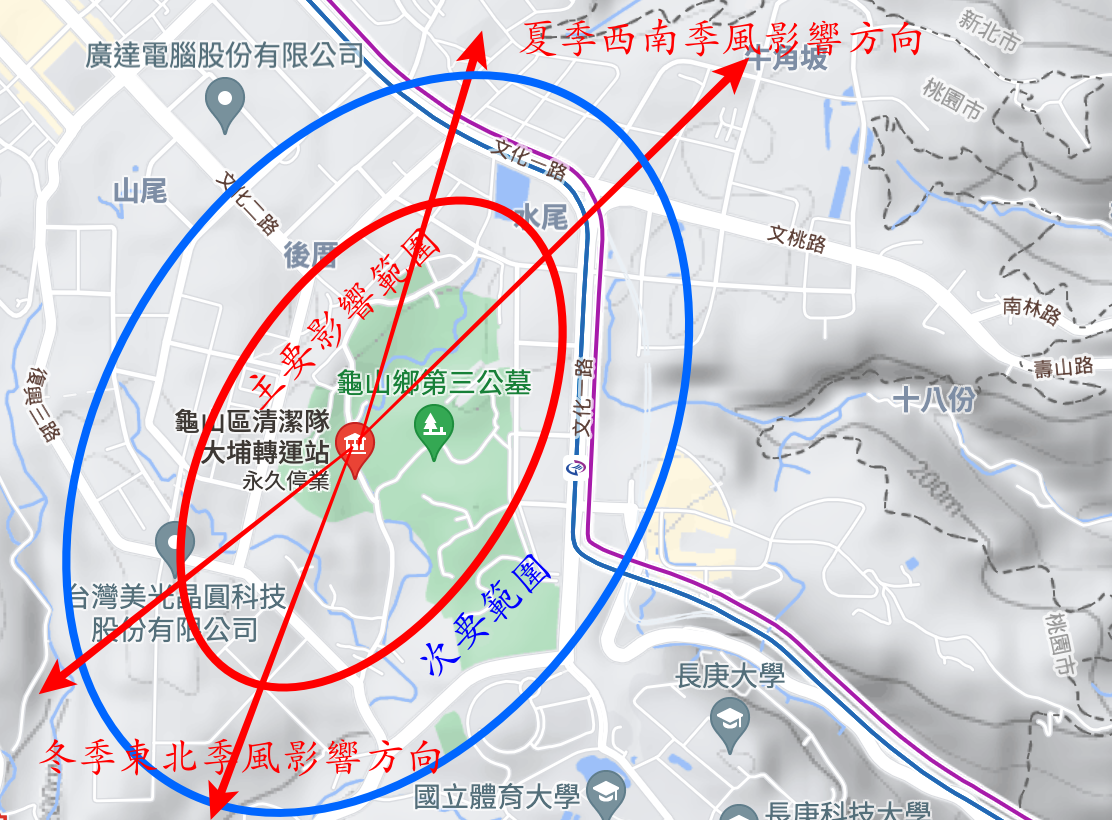 夏季西南季風影響方向
新北市
廣達電腦股份有限公司
牛角坡
桃園市
文化一路
山尾
文化二路
水尾
後厝
文桃路
主要影響範圍
南林路
壽山路
龜山鄉第三公墓
復興三路
文化一路
十八份
龜山區清潔隊
大埔轉運站
永久停業
200m
台灣美光晶圓科技
股份有限公司
次要範圍
桃園市
長庚大學
冬季東北季風影響方向
國立體育大學
長庚科技大學